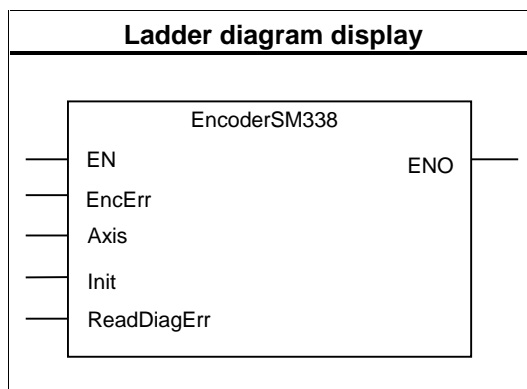 Ladder diagram display
EncoderSM338
EN
ENO
EncErr
Axis
Init
ReadDiagErr